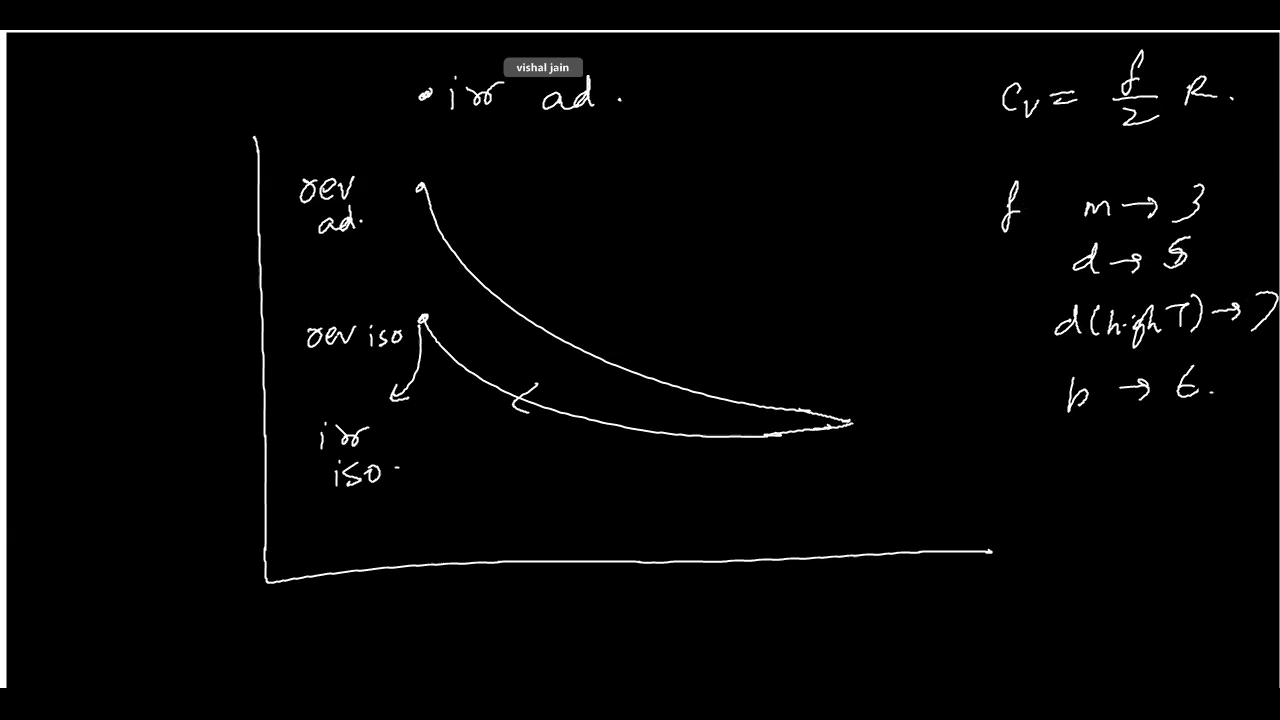 vishal jain
irr ad.
rev
ad.
rev iso
irr
iso
Cv = f/2 R.
f m → 3
d → 5
d(high T) → 7
p → 6.